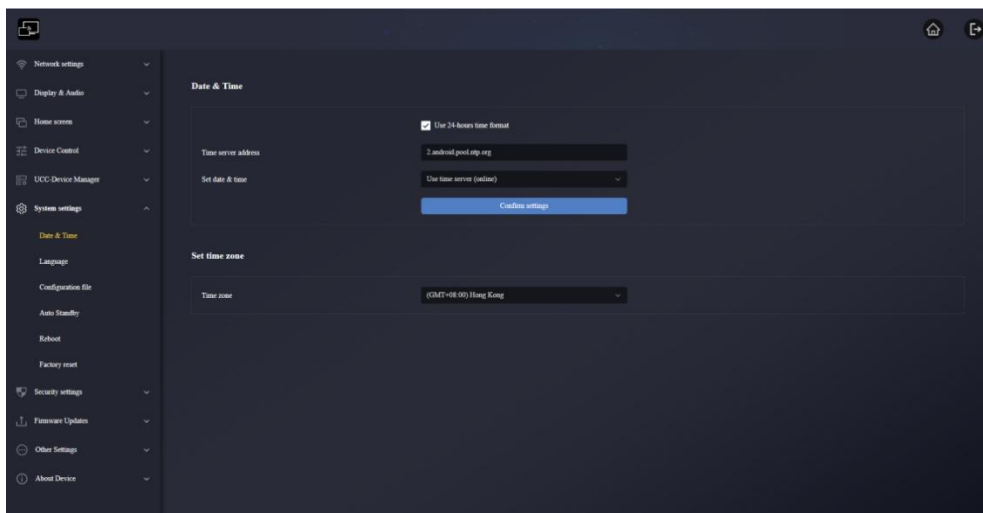 Network settings
Display & Audio
Home screen
Device Control
UCC-Device Manager
System settings
Date & Time
Language
Configuration file
Auto Standby
Reboot
Factory reset
Security settings
Firmware Updates
Other Settings
About Device
Date & Time
Use 24-hours time format
Time server address
2.android.pool.ntp.org
Set date & time
Use time server (online)
Confirm settings
Set time zone
Time zone
(GMT+08:00) Hong Kong